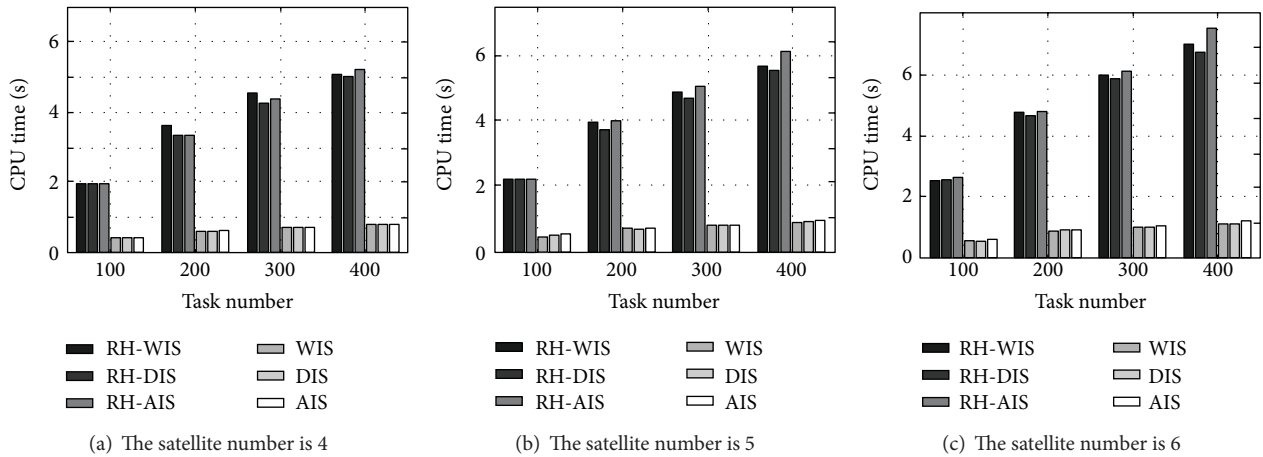 CPU time (s)
6
4
2
0
100 200 300 400
Task number
RH-WIS WIS
RH-DIS DIS
RH-AIS AIS
(a) The satellite number is 4
CPU time (s)
6
4
2
0
100 200 300 400
Task number
RH-WIS WIS
RH-DIS DIS
RH-AIS AIS
(b) The satellite number is 5
CPU time (s)
6
4
2
0
100 200 300 400
Task number
RH-WIS WIS
RH-DIS DIS
RH-AIS AIS
(c) The satellite number is 6